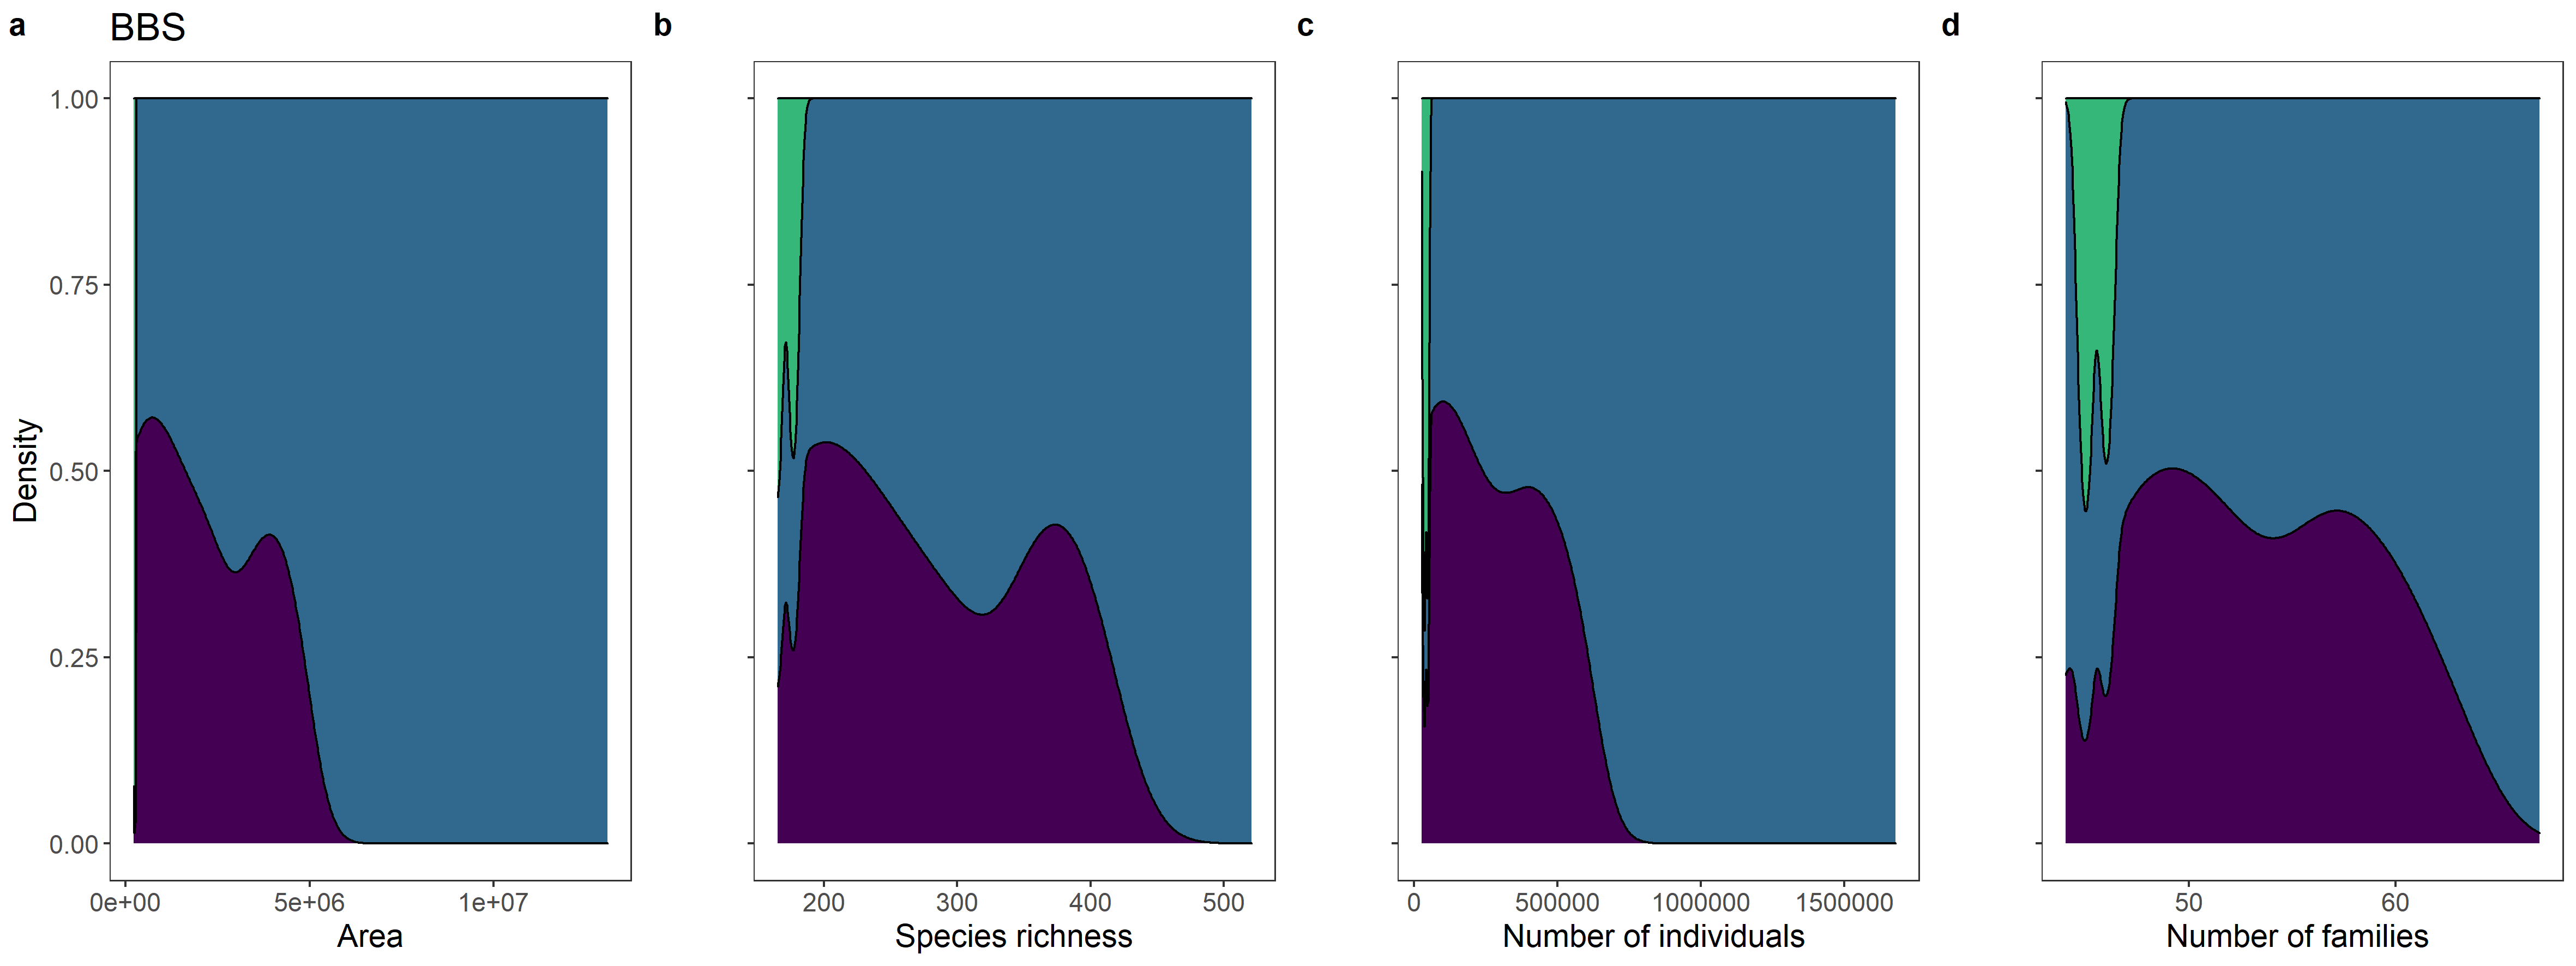 a BBS b c d
1.00
0.75
0.50
0.25
0.00
Density
0e+00 5e+06 1e+07
Area
200 300 400 500
Species richness
0 500000 1000000 1500000
Number of individuals
50 60
Number of families